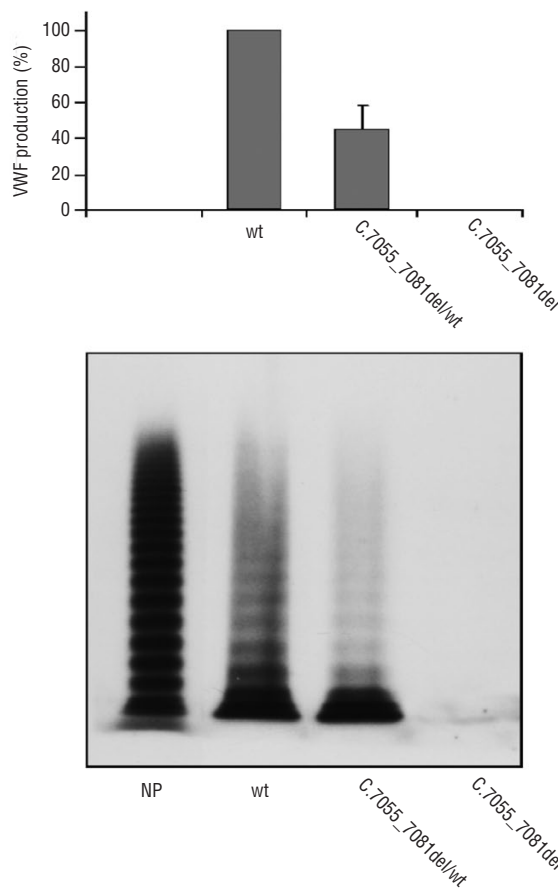 VWF production (%)
100
80
60
40
20
0
wt
C.7055_7081del/wt
C.7055_7081del
NP
wt
C.7055_7081del/wt
C.7055_7081del